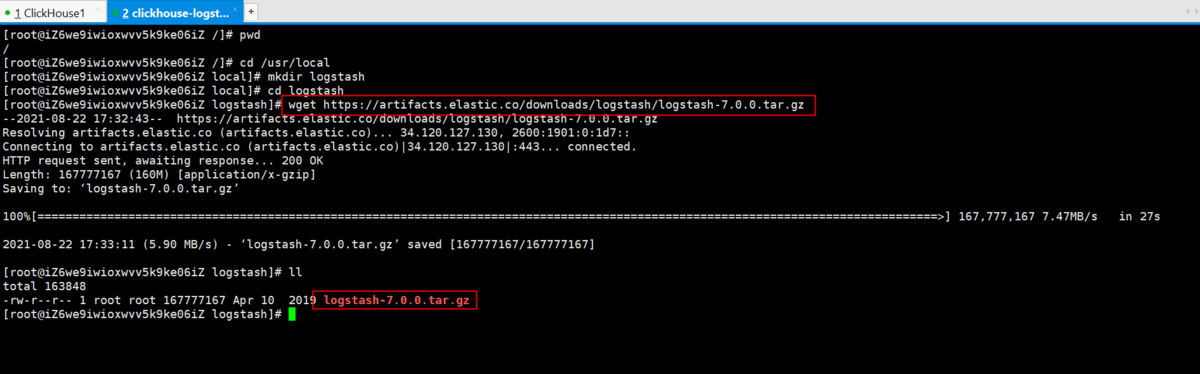 1 ClickHouse1 × 2 clickhouse-logst... × +
[root@iZ6we9iwioxwvv5k9ke06iZ /]# pwd
/
[root@iZ6we9iwioxwvv5k9ke06iZ /]# cd /usr/local
[root@iZ6we9iwioxwvv5k9ke06iZ local]# mkdir logstash
[root@iZ6we9iwioxwvv5k9ke06iZ local]# cd logstash
[root@iZ6we9iwioxwvv5k9ke06iZ logstash]# wget https://artifacts.elastic.co/downloads/logstash/logstash-7.0.0.tar.gz
--2021-08-22 17:32:43--  https://artifacts.elastic.co/downloads/logstash/logstash-7.0.0.tar.gz
Resolving artifacts.elastic.co (artifacts.elastic.co)... 34.120.127.130, 2600:1901:0:1d7::
Connecting to artifacts.elastic.co (artifacts.elastic.co)|34.120.127.130|:443... connected.
HTTP request sent, awaiting response... 200 OK
Length: 167777167 (160M) [application/x-gzip]
Saving to: ‘logstash-7.0.0.tar.gz’
100%[=================================================================================================================================>] 167,777,167 7.47MB/s   in 27s
2021-08-22 17:33:11 (5.90 MB/s) - ‘logstash-7.0.0.tar.gz’ saved [167777167/167777167]
[root@iZ6we9iwioxwvv5k9ke06iZ logstash]# ll
total 163848
-rw-r--r-- 1 root root 167777167 Apr 10  2019 logstash-7.0.0.tar.gz
[root@iZ6we9iwioxwvv5k9ke06iZ logstash]#